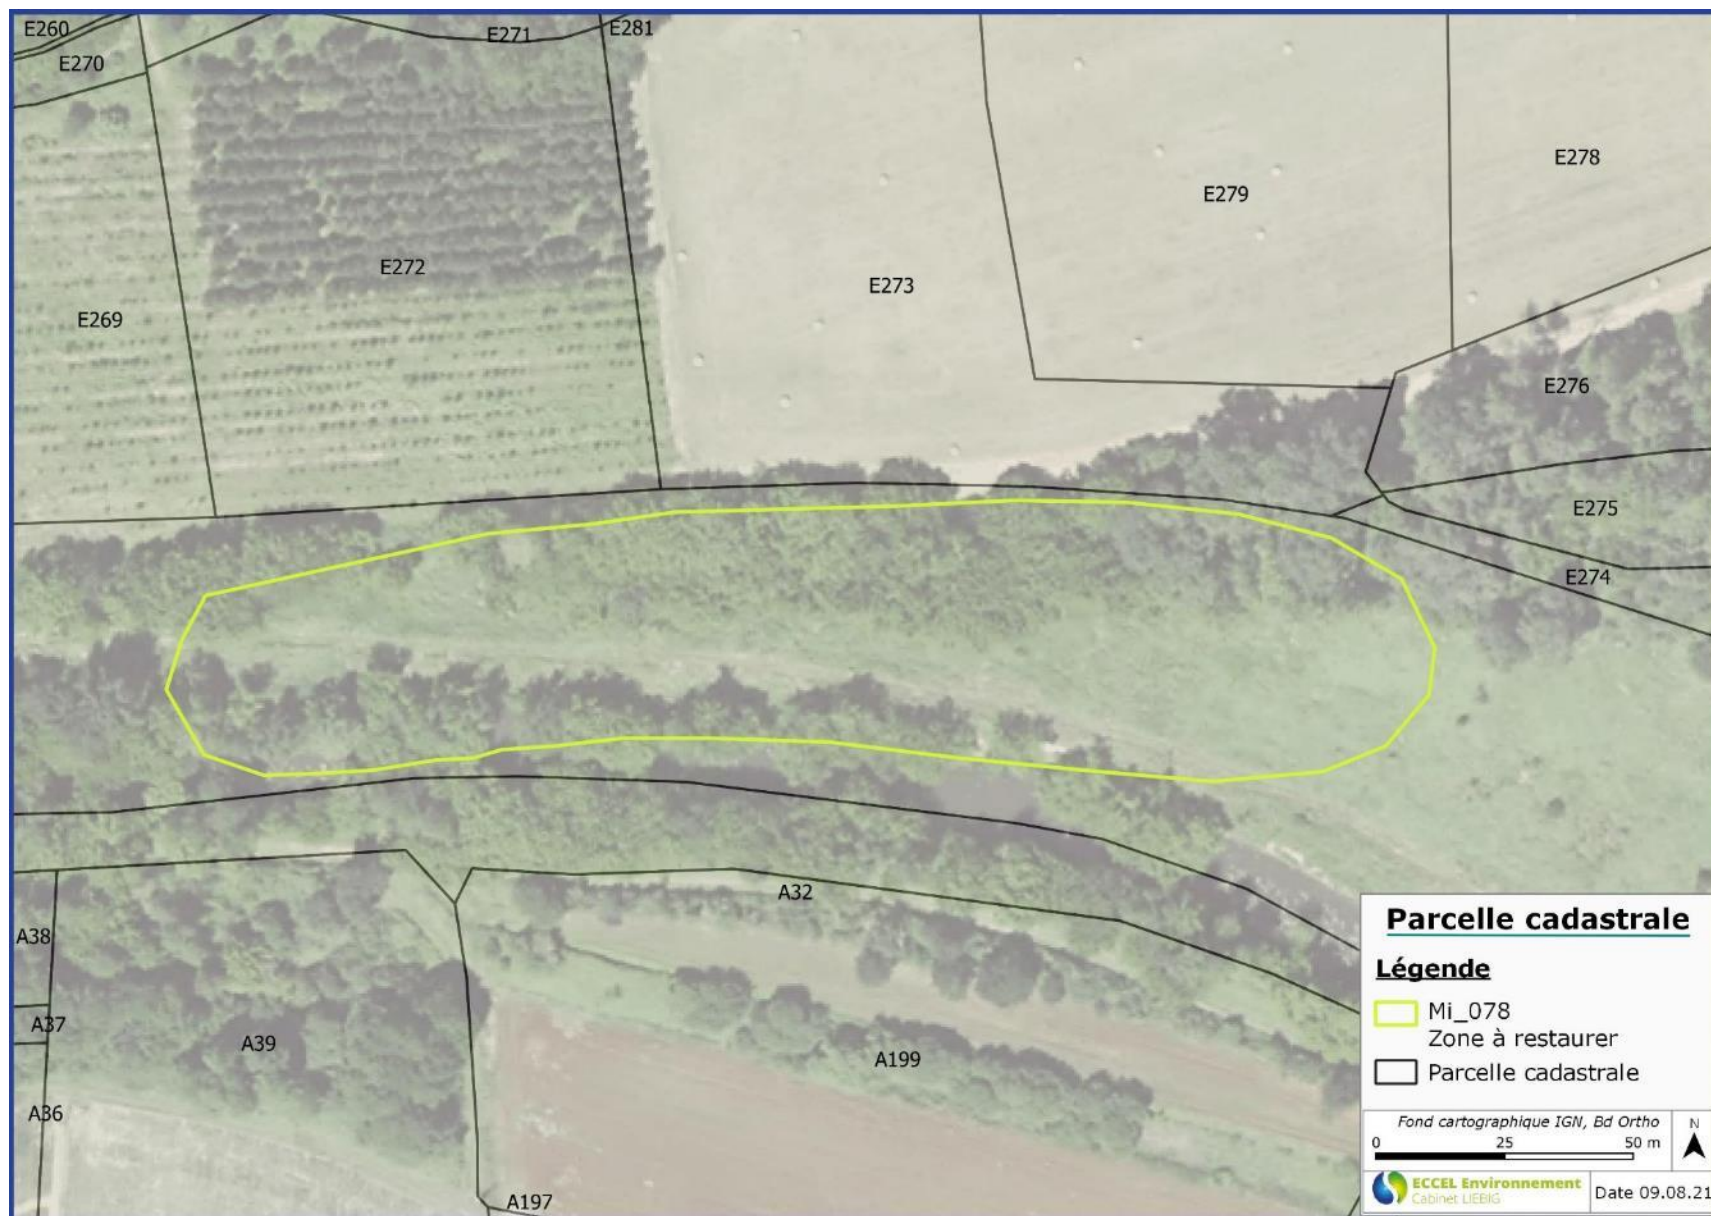 E260
E271
E281
E270
E278
E279
E272
E273
E269
E276
E275
E274
A32
A38
A37
A39
A199
A36
A197
Parcelle cadastrale
Légende
Mi_078
Zone à restaurer
Parcelle cadastrale
Fond cartographique IGN, Bd Ortho
0 25 50 m
N
ECCEL Environnement
Cabinet LIEBIG
Date 09.08.21